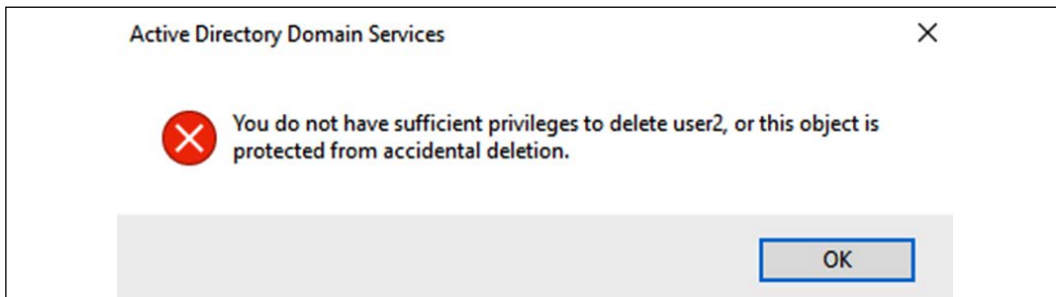 Active Directory Domain Services
You do not have sufficient privileges to delete user2, or this object is
protected from accidental deletion.
OK